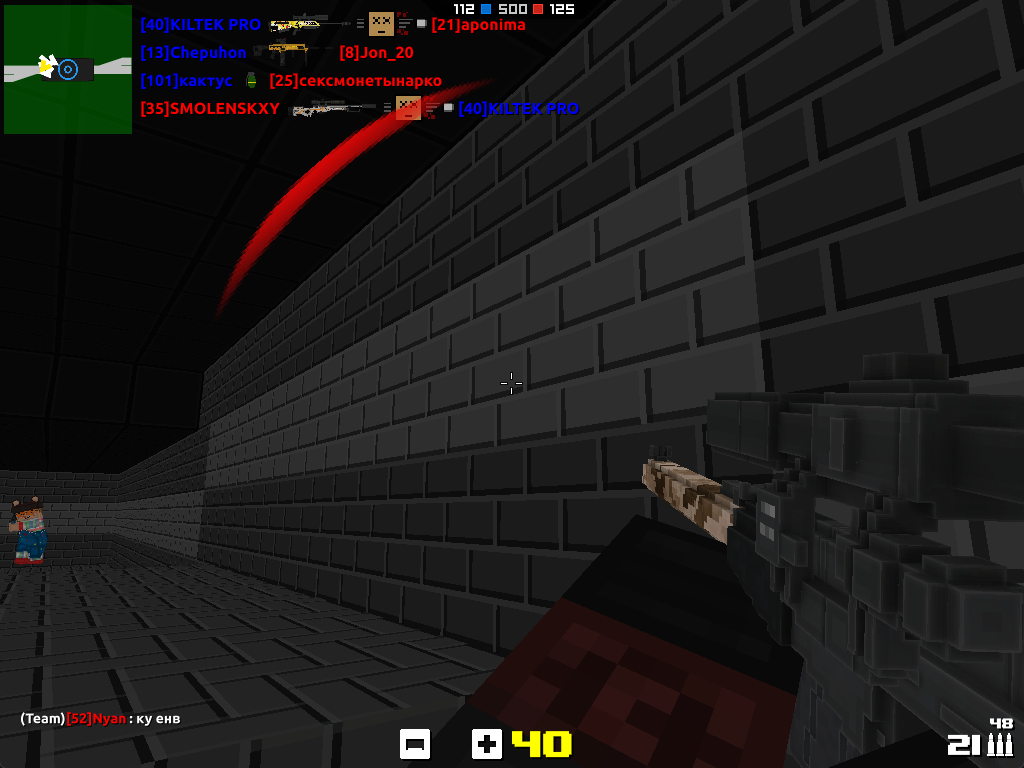 112 500 125
[40]KILTEK PRO [21]aponima
[13]Chepuhon [8]Jon_20
[101]кактус [25]сексмонетынарко
[35]SMOLENSKXY [40]KILTEK PRO
(Team)[52]Nyan : ку енв
40
48
21